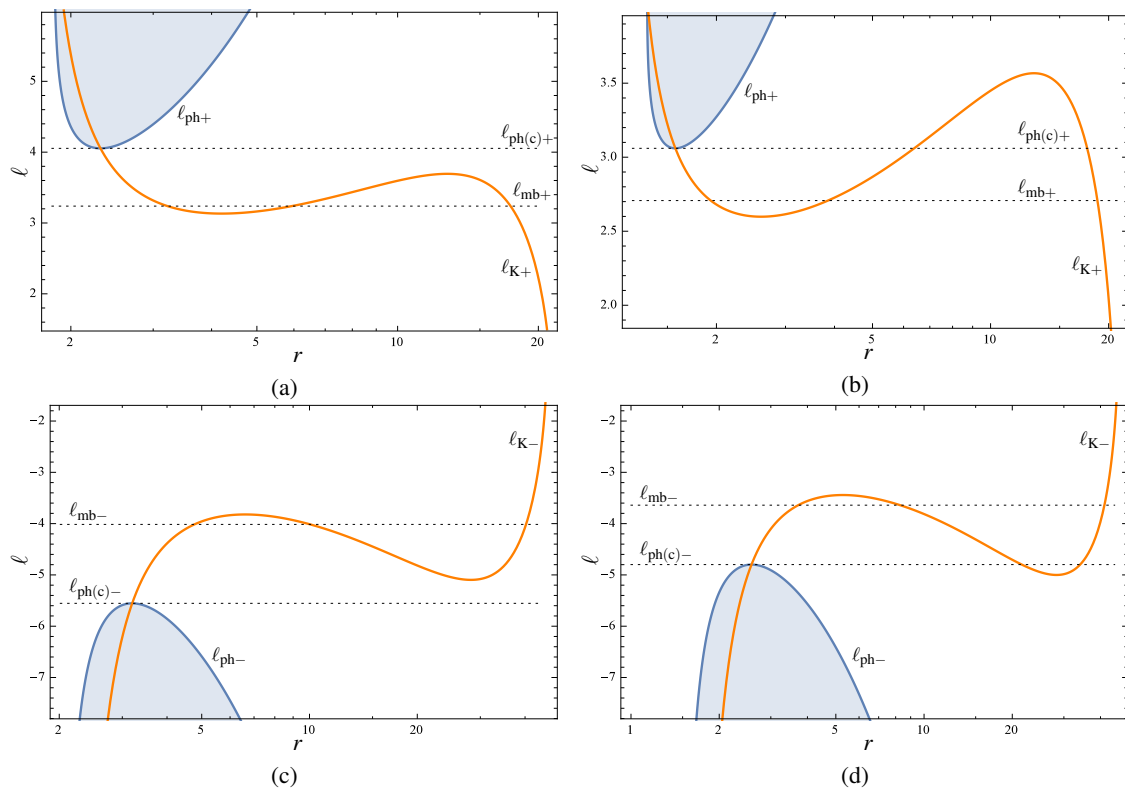 5
4
3
2
ℓ
ℓph+
ℓph(c)+
ℓmb+
ℓK+
2
5
10
20
r
(a)
3.5
3.0
2.5
2.0
ℓ
ℓph+
ℓph(c)+
ℓmb+
ℓK+
2
5
10
20
r
(b)
-2
-3
-4
-5
-6
-7
ℓ
ℓK-
ℓmb-
ℓph(c)-
ℓph-
2
5
10
20
r
(c)
-2
-3
-4
-5
-6
-7
ℓ
ℓK-
ℓmb-
ℓph(c)-
ℓph-
1
2
5
10
20
r
(d)